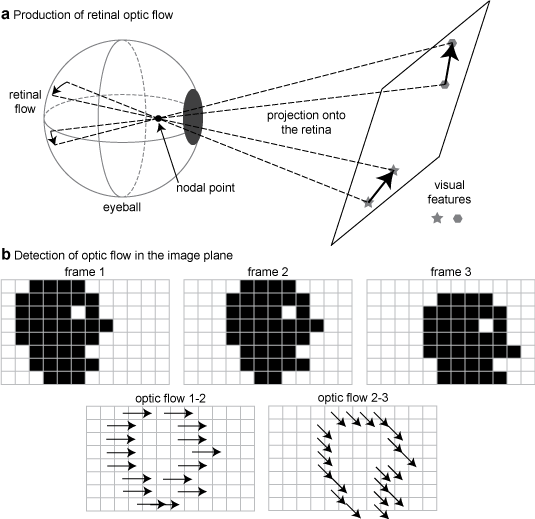 a Production of retinal optic flow
retinal
flow
projection onto
the retina
nodal point
eyeball
visual
features
b Detection of optic flow in the image plane
frame 1
frame 2
frame 3
optic flow 1-2
optic flow 2-3